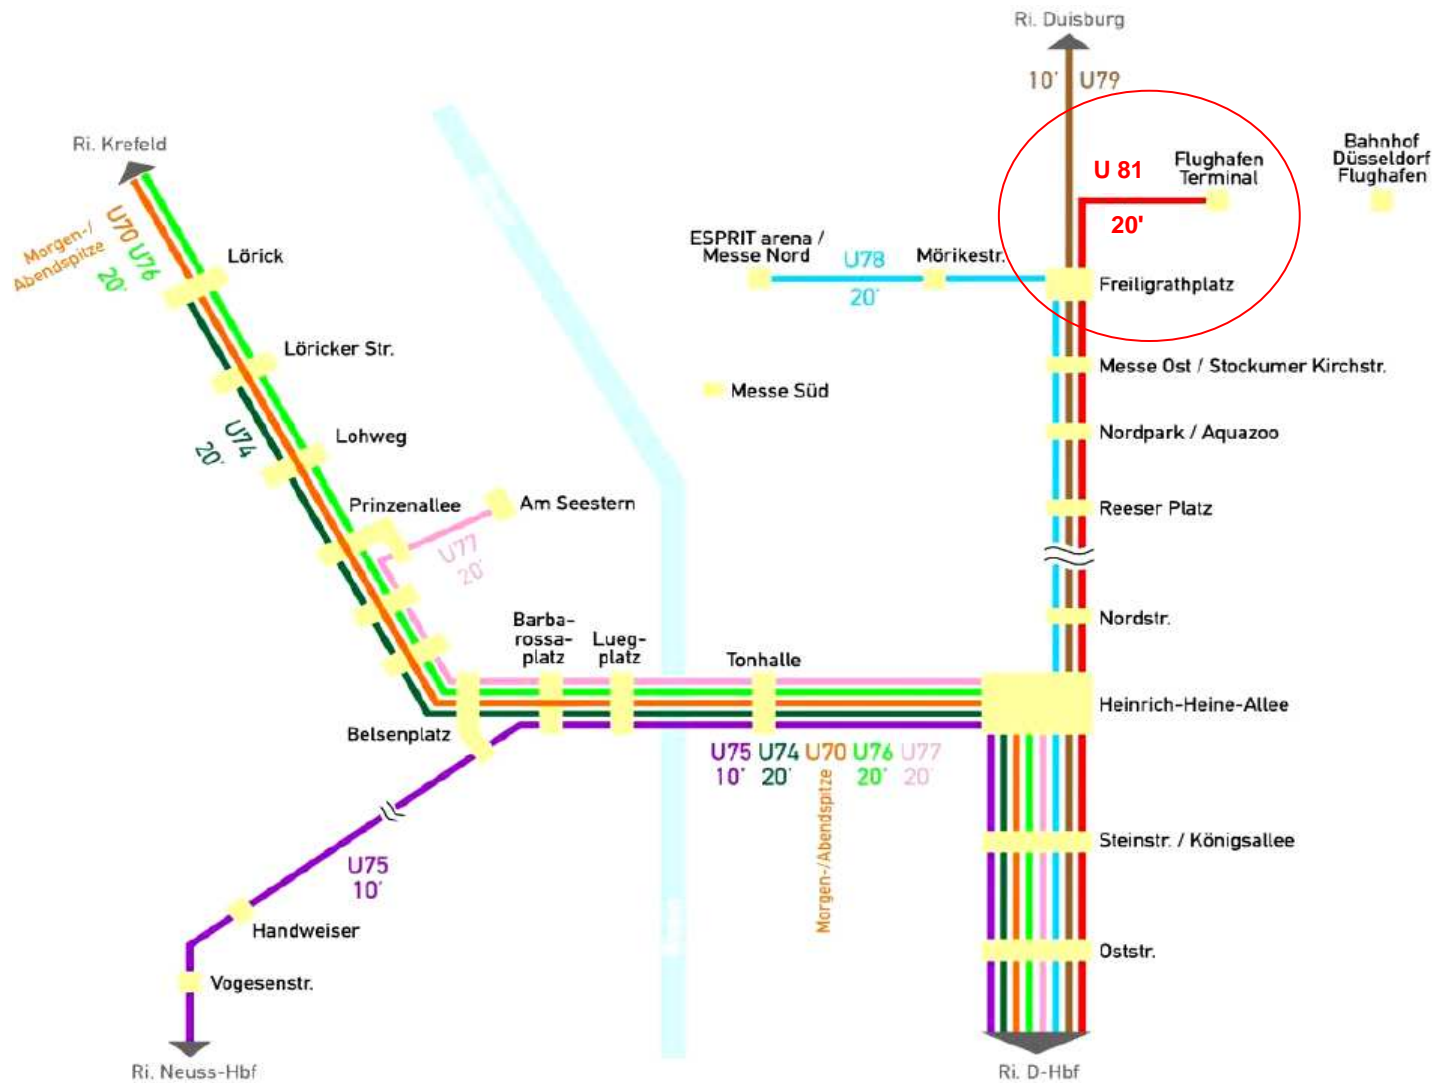 Ri. Duisburg
10' U79
Ri. Krefeld
Morgen-/
Abendspitze
U70
U76
20'
Lörick
U 81
20'
Flughafen
Terminal
Bahnhof
Düsseldorf
Flughafen
ESPRIT arena /
Messe Nord
U78
20'
Mörikestr.
Freiligrathplatz
Löricker Str.
Messe Ost / Stockumer Kirchstr.
Messe Süd
U74
20'
Lohweg
Nordpark / Aquazoo
Prinzenallee
Am Seestern
U77
20'
Reeser Platz
Nordstr.
Barba-
rossa-
platz
Lueg-
platz
Tonhalle
Heinrich-Heine-Allee
Belsenplatz
U75 U74 U70 U76 U77
10' 20' 20' 20'
Morgen-/Abendspitze
Steinstr. / Königsallee
U75
10'
Handweiser
Oststr.
Vogesenstr.
Ri. Neuss-Hbf
Ri. D-Hbf